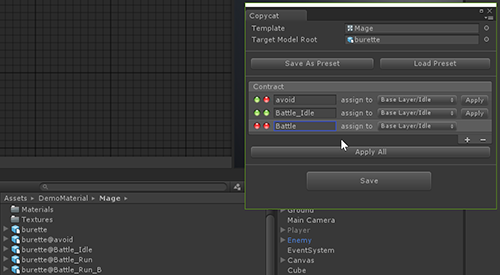 Copycat
Template Mage
Target Model Root burette
Save As Preset Load Preset
Contract
avoid assign to Base Layer/Idle Apply
Battle_Idle assign to Base Layer/Idle Apply
Battle assign to Base Layer/Idle
+ −
Apply All
Save
Assets ▸ DemoMaterial ▸ Mage ▸
Materials
Textures
burette
burette@avoid
burette@Battle_Idle
burette@Battle_Run
burette@Battle_Run_B
Ground
Main Camera
Player
Enemy
EventSystem
Canvas
Cube